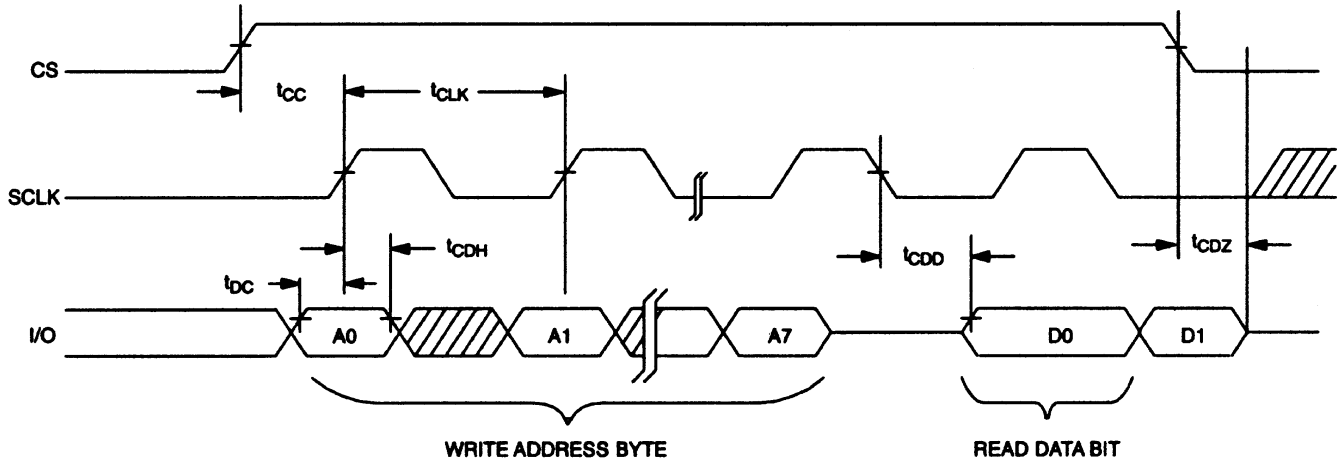 CS
tCC
tCLK
SCLK
tCDH
tCDD
tCDZ
tDC
I/O
A0
A1
A7
D0
D1
WRITE ADDRESS BYTE
READ DATA BIT